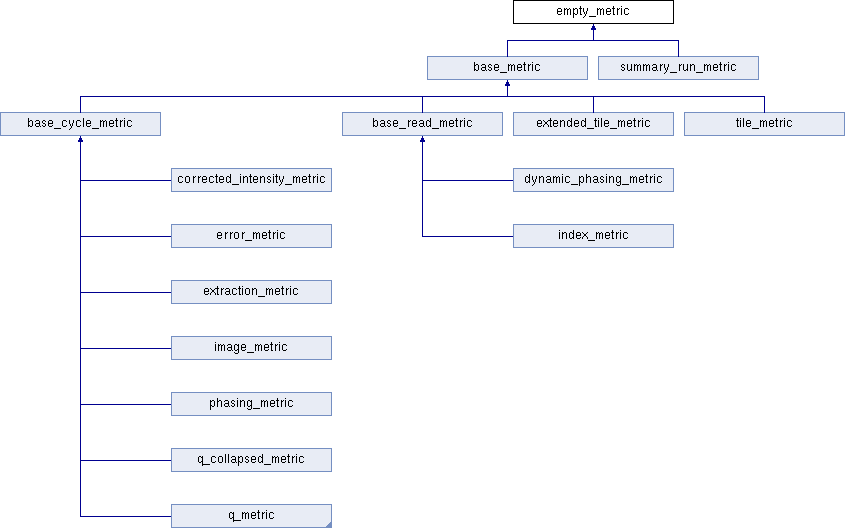 empty_metric
base_metric
summary_run_metric
base_cycle_metric
base_read_metric
extended_tile_metric
tile_metric
corrected_intensity_metric
dynamic_phasing_metric
error_metric
index_metric
extraction_metric
image_metric
phasing_metric
q_collapsed_metric
q_metric